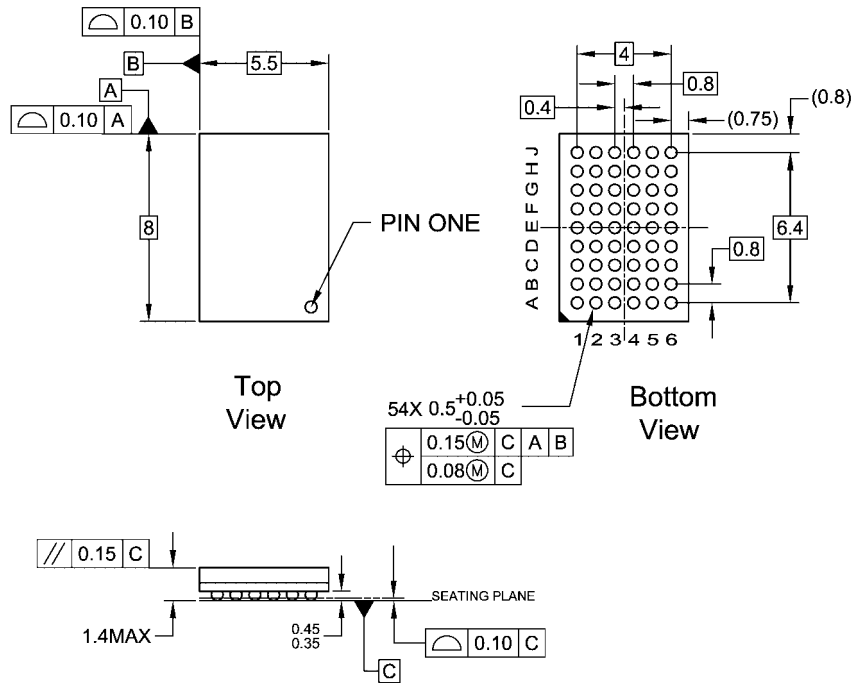 0.10 B
B
5.5
A
0.10 A
8
PIN ONE
Top
View
4
0.8
0.4
(0.75)
(0.8)
A B C D E F G H J
6.4
0.8
1 2 3 4 5 6
54X 0.5 +0.05
-0.05
⌖ 0.15 Ⓜ C A B
0.08 Ⓜ C
Bottom
View
// 0.15 C
1.4MAX
0.45
0.35
SEATING PLANE
0.10 C
C